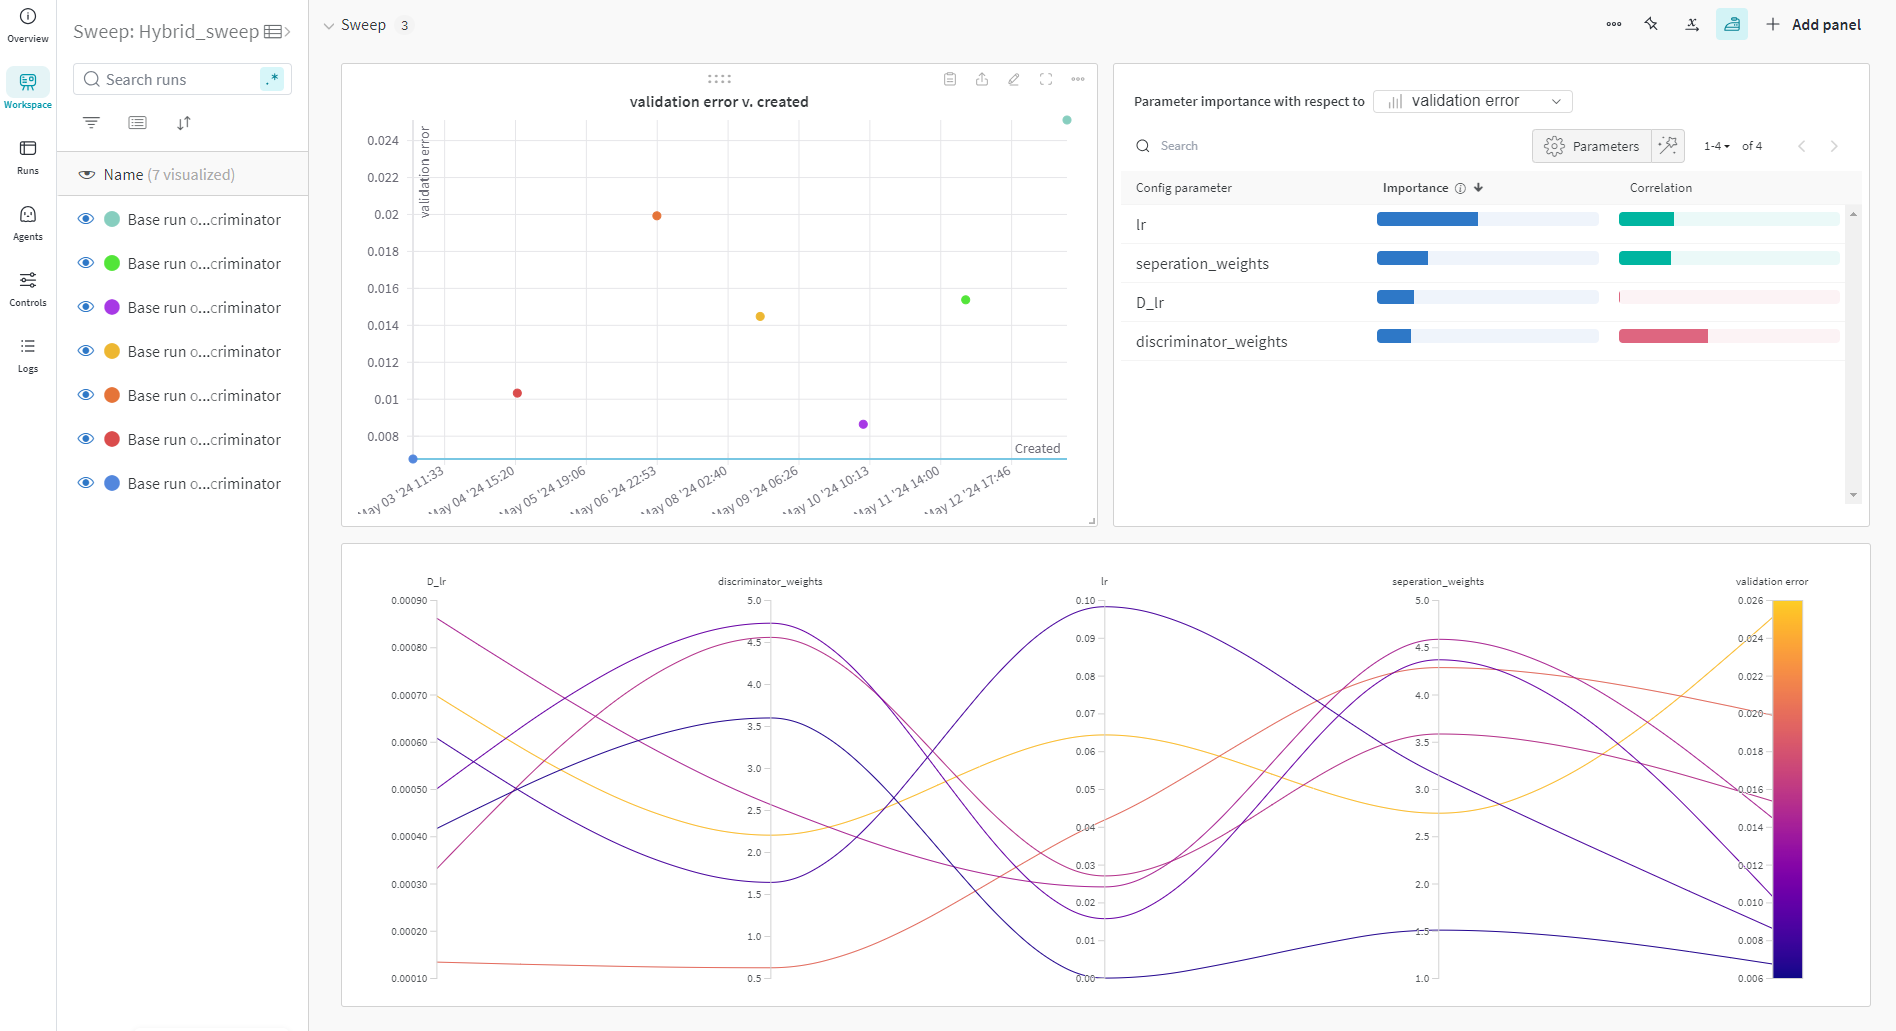 Overview
Workspace
Runs
Agents
Controls
Logs
Sweep: Hybrid_sweep
Search runs
.*
Name (7 visualized)
Base run o...criminator
Base run o...criminator
Base run o...criminator
Base run o...criminator
Base run o...criminator
Base run o...criminator
Base run o...criminator
Sweep 3
Add panel
validation error v. created
validation error
0.024
0.022
0.02
0.018
0.016
0.014
0.012
0.01
0.008
Created
May 03 '24 11:33
May 04 '24 15:20
May 05 '24 19:06
May 06 '24 22:53
May 08 '24 02:40
May 09 '24 06:26
May 10 '24 10:13
May 11 '24 14:00
May 12 '24 17:46
Parameter importance with respect to validation error
Search
Parameters
1-4 of 4
Config parameter Importance Correlation
lr
seperation_weights
D_lr
discriminator_weights
D_lr
0.00090
0.00080
0.00070
0.00060
0.00050
0.00040
0.00030
0.00020
0.00010
discriminator_weights
5.0
4.5
4.0
3.5
3.0
2.5
2.0
1.5
1.0
0.5
lr
0.10
0.09
0.08
0.07
0.06
0.05
0.04
0.03
0.02
0.01
0.00
seperation_weights
5.0
4.5
4.0
3.5
3.0
2.5
2.0
1.5
1.0
validation error
0.026
0.024
0.022
0.020
0.018
0.016
0.014
0.012
0.010
0.008
0.006